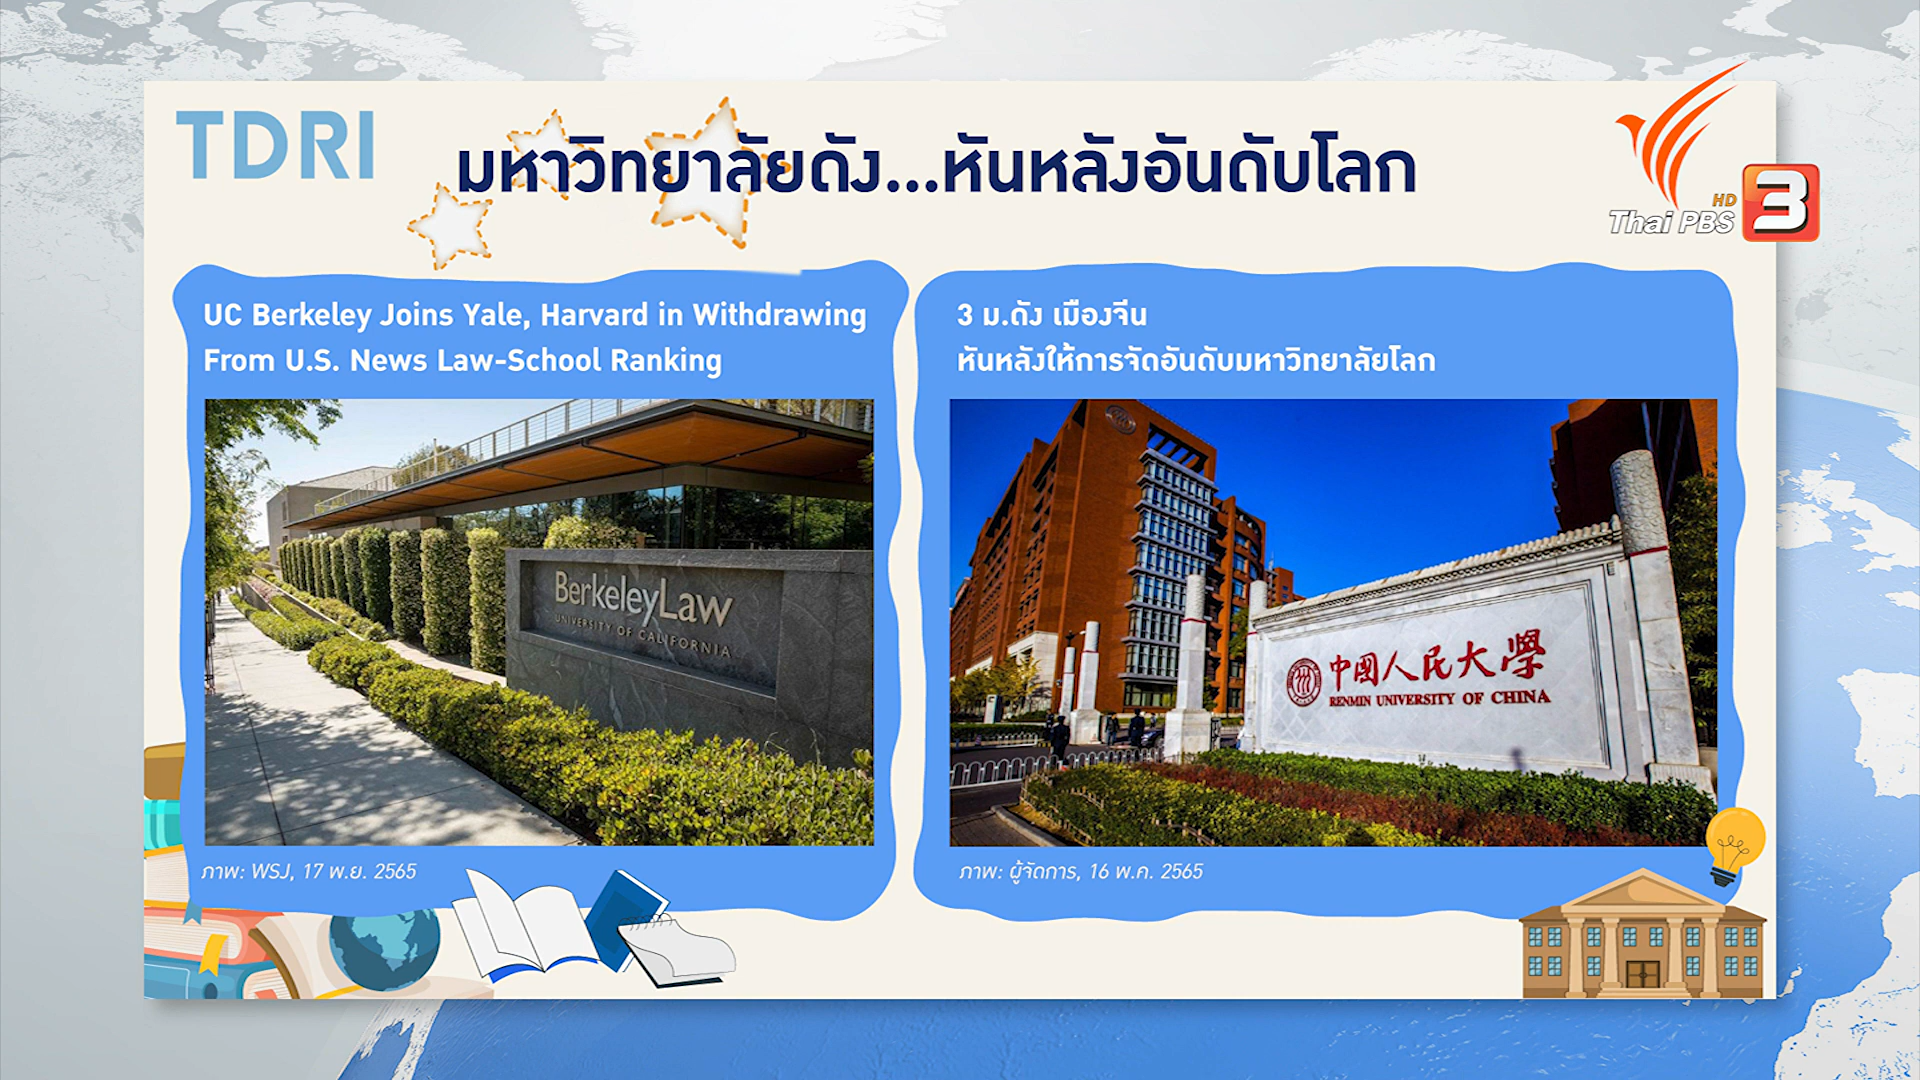 TDRI
มหาวิทยาลัยดัง...หันหลังอันดับโลก
HD
Thai PBS
3
UC Berkeley Joins Yale, Harvard in Withdrawing
From U.S. News Law-School Ranking
3 ม.ดัง เมืองจีน
หันหลังให้การจัดอันดับมหาวิทยาลัยโลก
BerkeleyLaw
UNIVERSITY OF CALIFORNIA
中國人民大學
RENMIN UNIVERSITY OF CHINA
ภาพ: WSJ, 17 พ.ย. 2565
ภาพ: ผู้จัดการ, 16 พ.ค. 2565